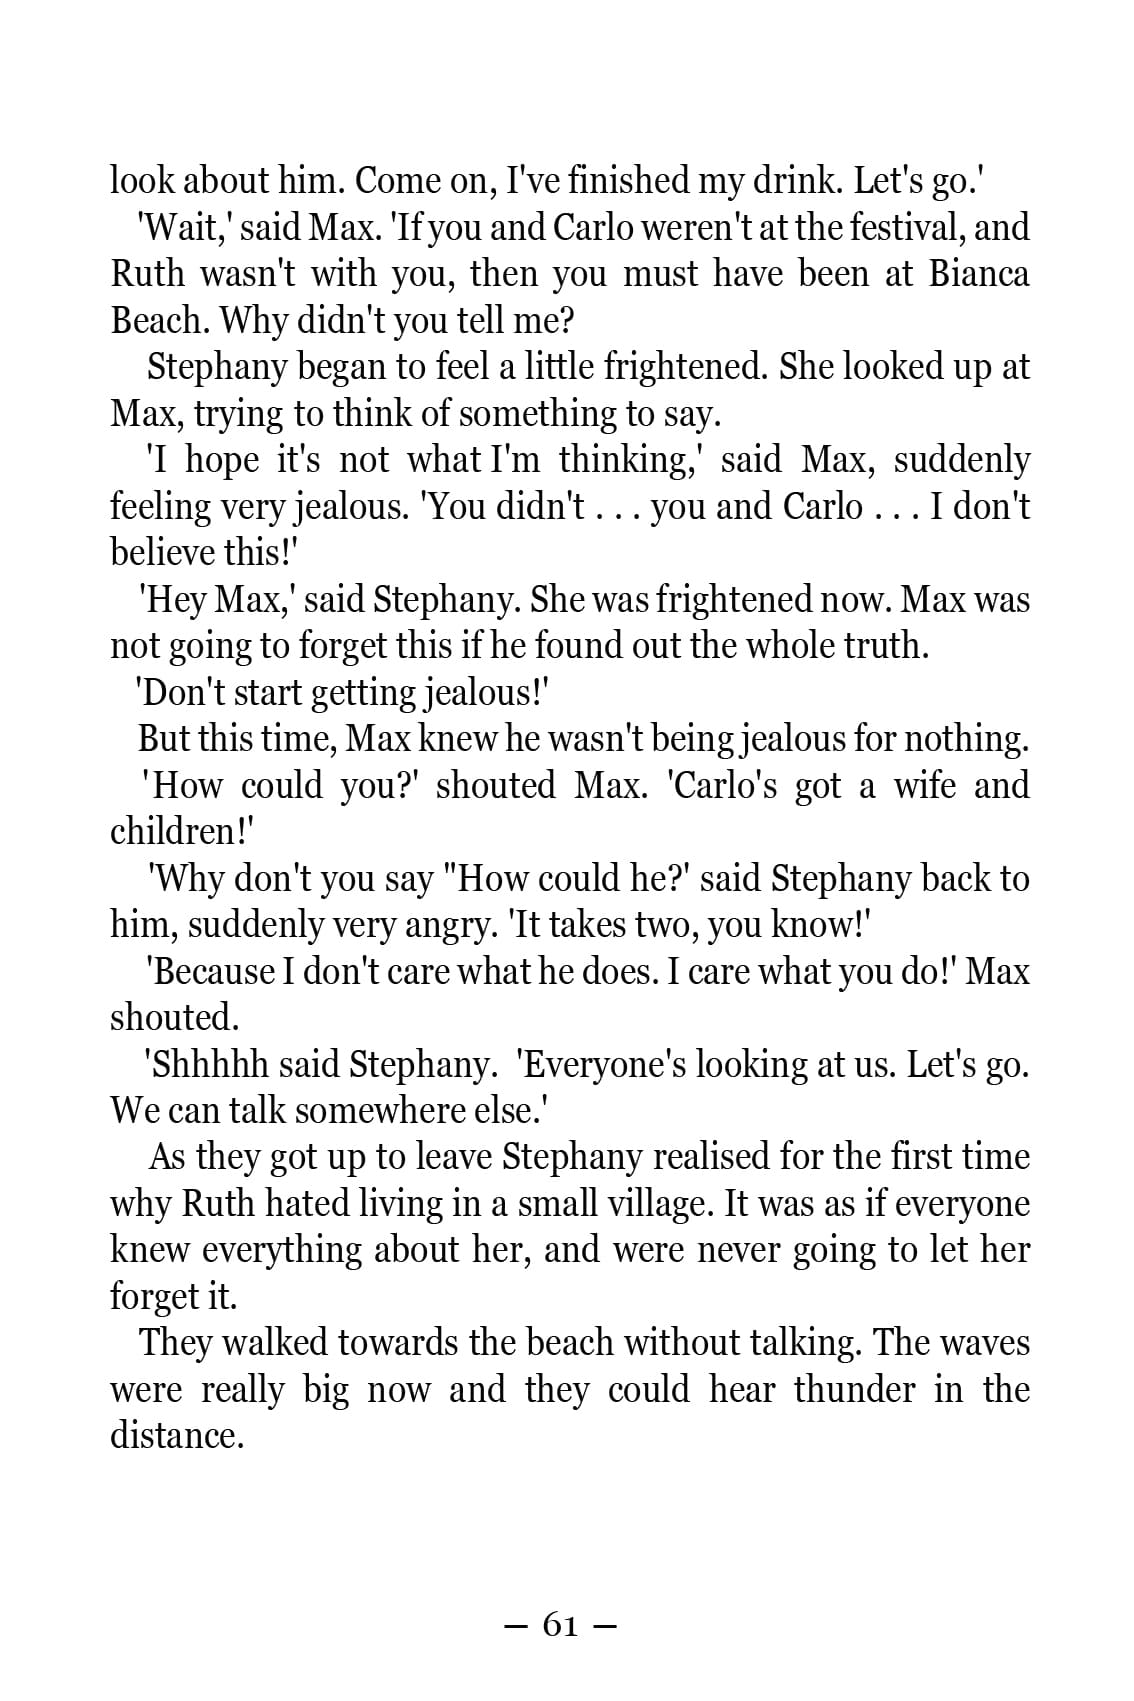 look about him. Come on, I've finished my drink. Let's go.'
'Wait,' said Max. 'If you and Carlo weren't at the festival, and
Ruth wasn't with you, then you must have been at Bianca
Beach. Why didn't you tell me?
Stephany began to feel a little frightened. She looked up at
Max, trying to think of something to say.
'I hope it's not what I'm thinking,' said Max, suddenly
feeling very jealous. 'You didn't . . . you and Carlo . . . I don't
believe this!'
'Hey Max,' said Stephany. She was frightened now. Max was
not going to forget this if he found out the whole truth.
'Don't start getting jealous!'
But this time, Max knew he wasn't being jealous for nothing.
'How could you?' shouted Max. 'Carlo's got a wife and
children!'
'Why don't you say "How could he?' said Stephany back to
him, suddenly very angry. 'It takes two, you know!'
'Because I don't care what he does. I care what you do!' Max
shouted.
'Shhhhh said Stephany. 'Everyone's looking at us. Let's go.
We can talk somewhere else.'
As they got up to leave Stephany realised for the first time
why Ruth hated living in a small village. It was as if everyone
knew everything about her, and were never going to let her
forget it.
They walked towards the beach without talking. The waves
were really big now and they could hear thunder in the
distance.
— 61 —